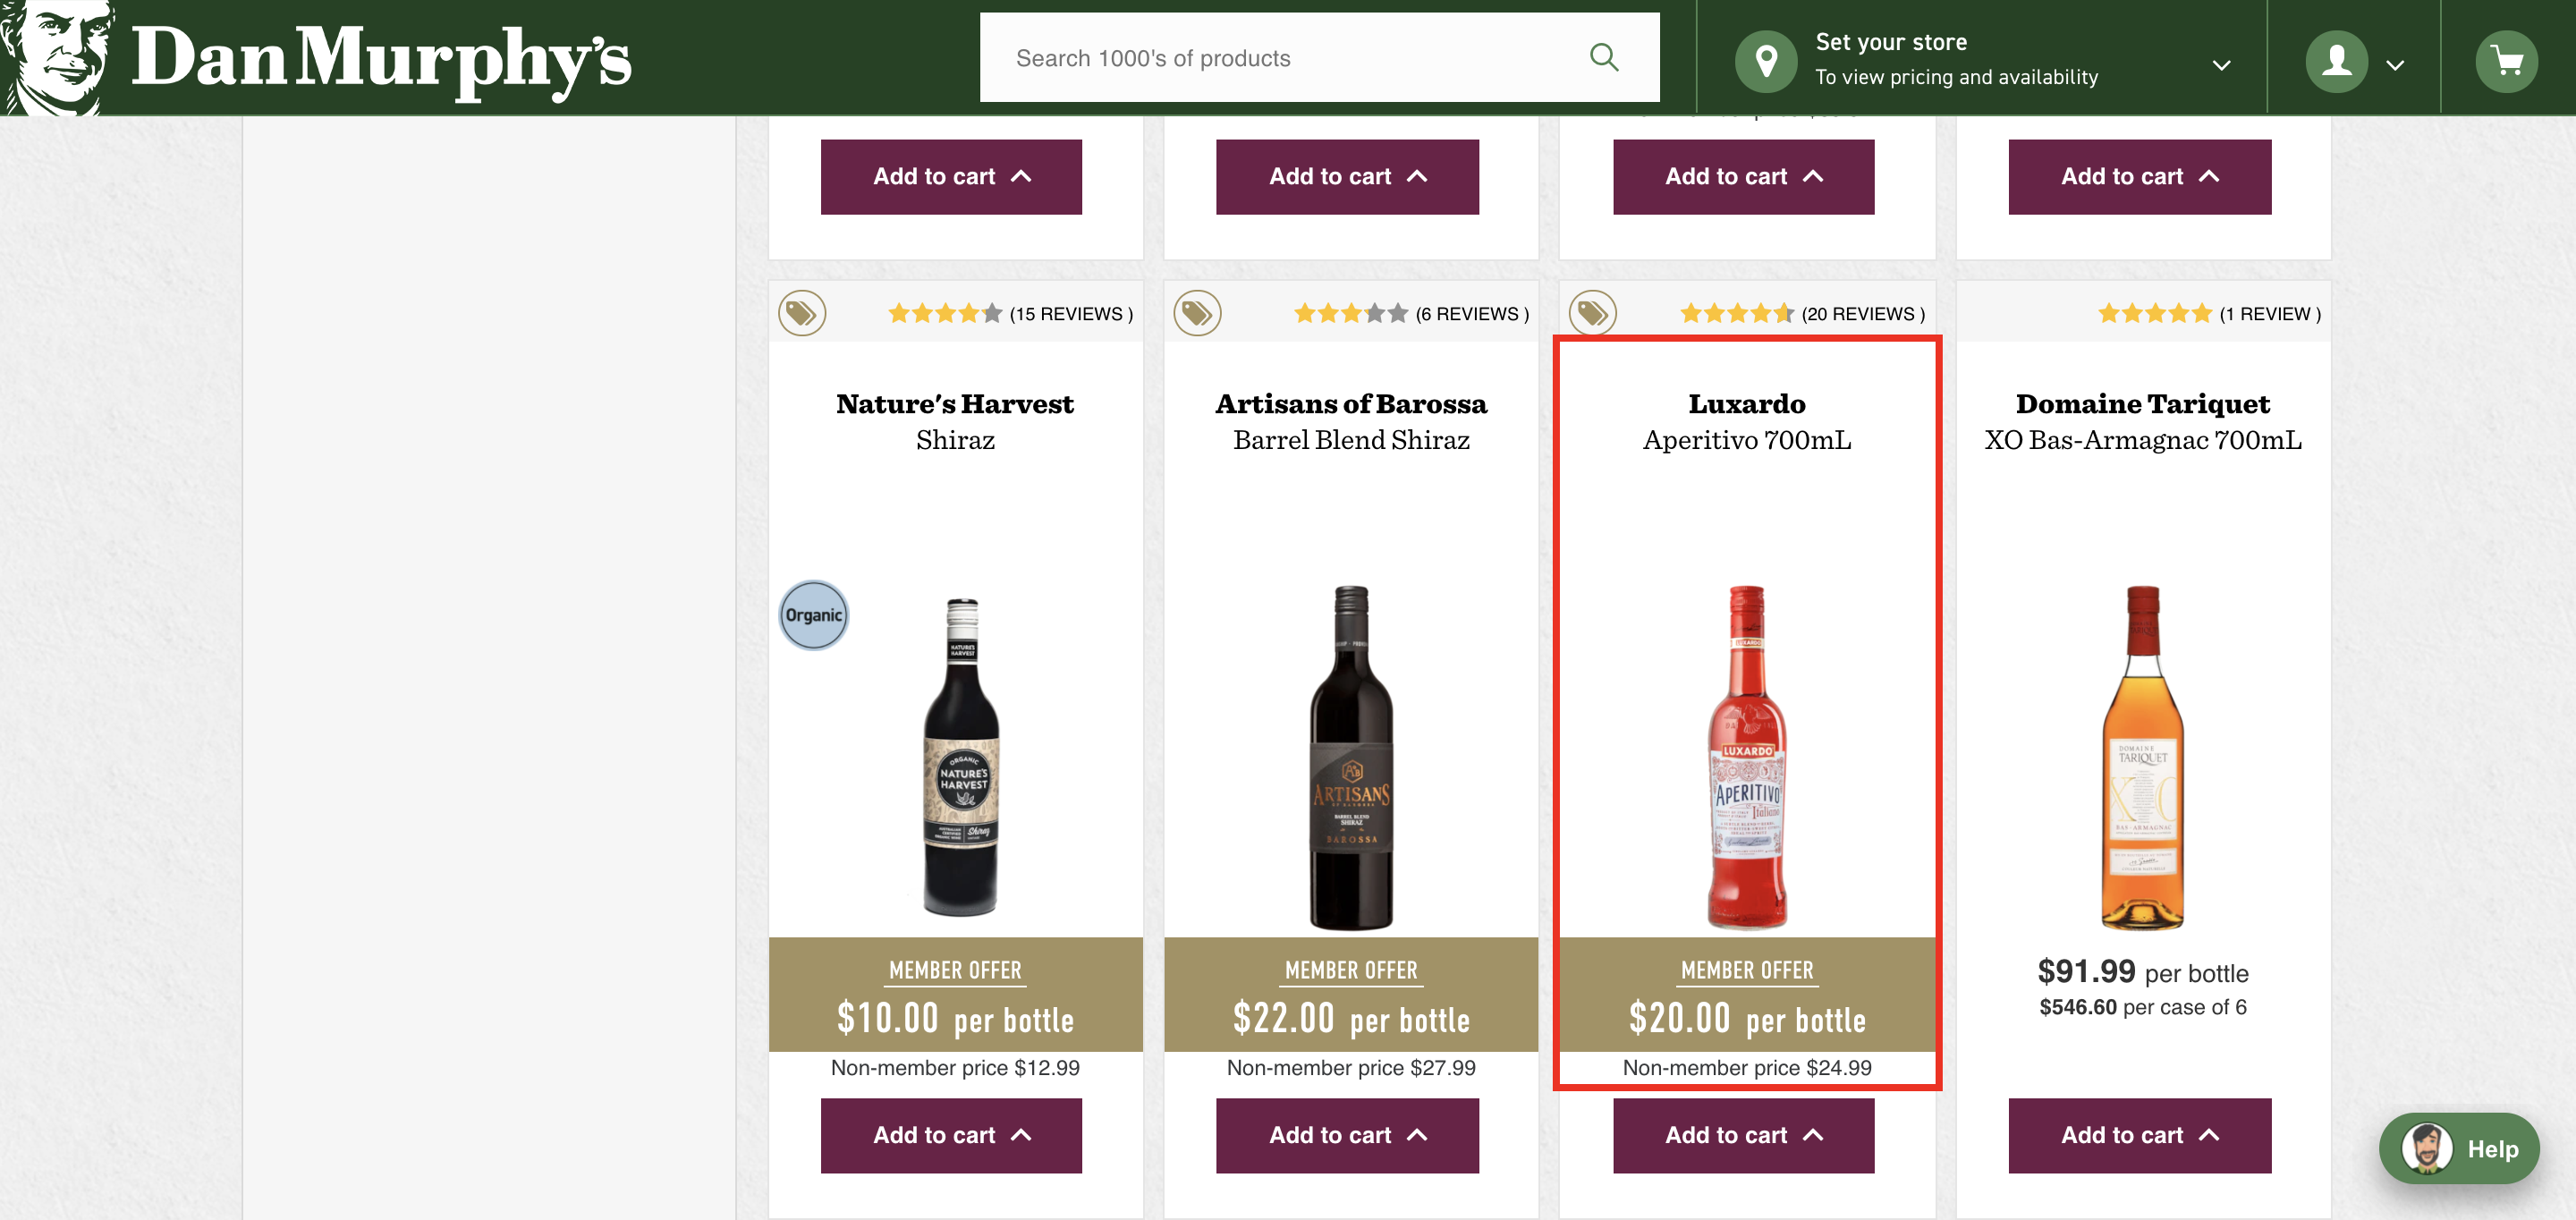 Dan Murphy's
Search 1000's of products
Set your store
To view pricing and availability
Add to cart
Add to cart
Add to cart
Add to cart
(15 REVIEWS )
(6 REVIEWS )
(20 REVIEWS )
(1 REVIEW )
Nature's Harvest
Shiraz
Artisans of Barossa
Barrel Blend Shiraz
Luxardo
Aperitivo 700mL
Domaine Tariquet
XO Bas-Armagnac 700mL
Organic
NATURE'S
HARVEST
ORGANIC
NATURE'S
HARVEST
Shiraz
ARTISANS
OF BAROSSA
BARREL BLEND
SHIRAZ
BAROSSA
LUXARDO
LUXARDO
APERITIVO
Italiano
DOMAINE
TARIQUET
XO
BAS-ARMAGNAC
MEMBER OFFER
$10.00 per bottle
Non-member price $12.99
MEMBER OFFER
$22.00 per bottle
Non-member price $27.99
MEMBER OFFER
$20.00 per bottle
Non-member price $24.99
$91.99 per bottle
$546.60 per case of 6
Add to cart
Add to cart
Add to cart
Add to cart
Help